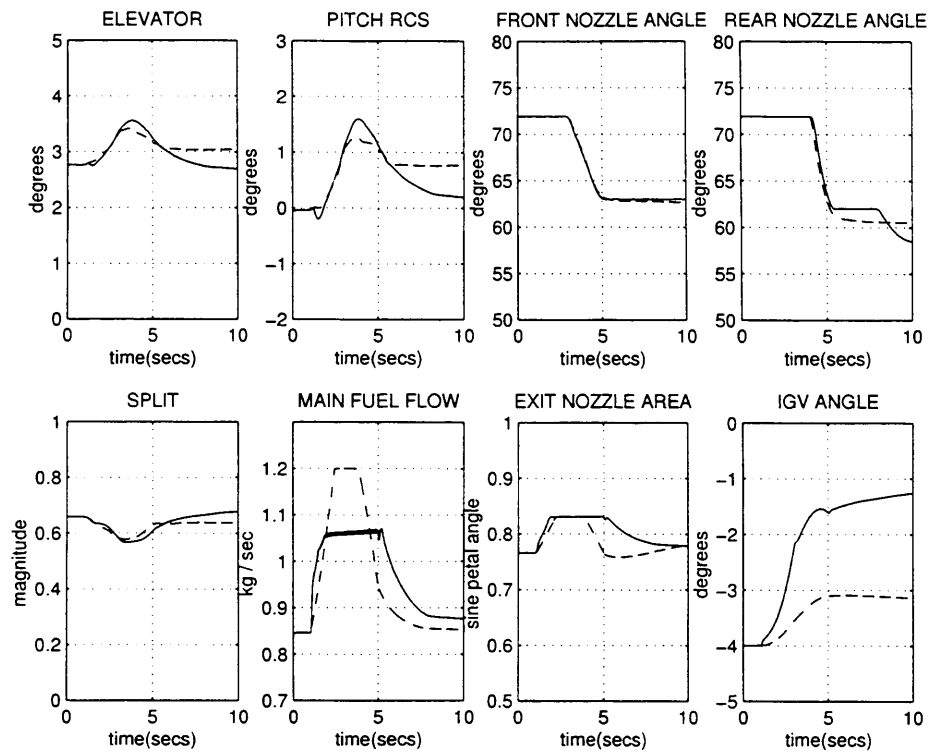 ELEVATOR
PITCH RCS
FRONT NOZZLE ANGLE
REAR NOZZLE ANGLE
5
4
3
2
1
0
degrees
0 5 10
time(secs)
3
2
1
0
−1
−2
degrees
0 5 10
time(secs)
80
75
70
65
60
55
50
degrees
0 5 10
time(secs)
80
75
70
65
60
55
50
degrees
0 5 10
time(secs)
SPLIT
MAIN FUEL FLOW
EXIT NOZZLE AREA
IGV ANGLE
1
0.8
0.6
0.4
0.2
0
magnitude
0 5 10
time(secs)
1.2
1.1
1
0.9
0.8
0.7
kg / sec
0 5 10
time(secs)
1
0.9
0.8
0.7
0.6
0.5
sine petal angle
0 5 10
time(secs)
0
−1
−2
−3
−4
−5
degrees
0 5 10
time(secs)